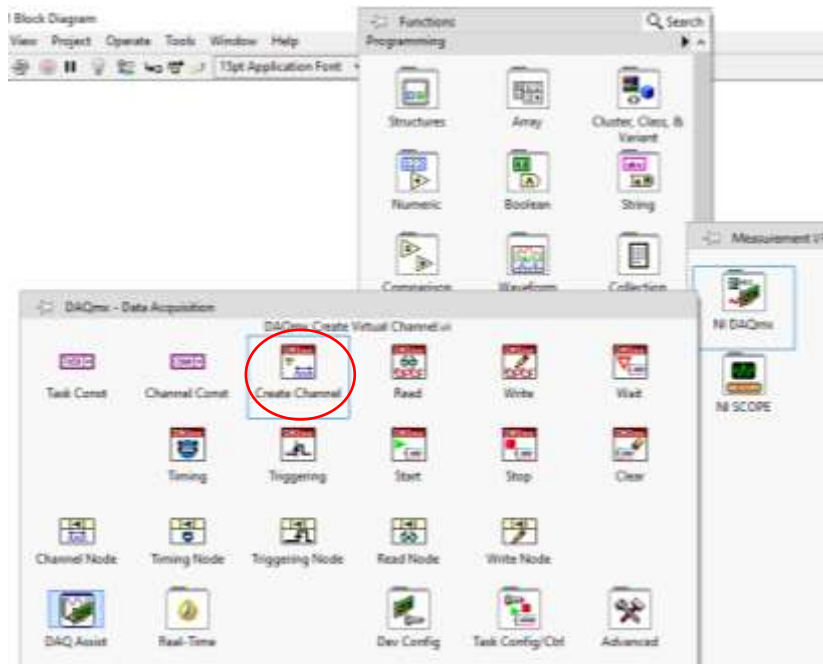 Block Diagram
View Project Operate Tools Window Help
15pt Application Font
Functions
Search
Programming
Structures
Array
Cluster, Class, &
Variant
Numeric
Boolean
String
Comparison
Waveform
Collection
Measurement I/
NI DAQmx
NI SCOPE
DAQmx - Data Acquisition
DAQmx Create Virtual Channel.vi
Task Const
Channel Const
Create Channel
Read
Write
Wait
Timing
Triggering
Start
Stop
Clear
Channel Node
Timing Node
Triggering Node
Read Node
Write Node
DAQ Assist
Real-Time
Dev Config
Task Config/Ctrl
Advanced